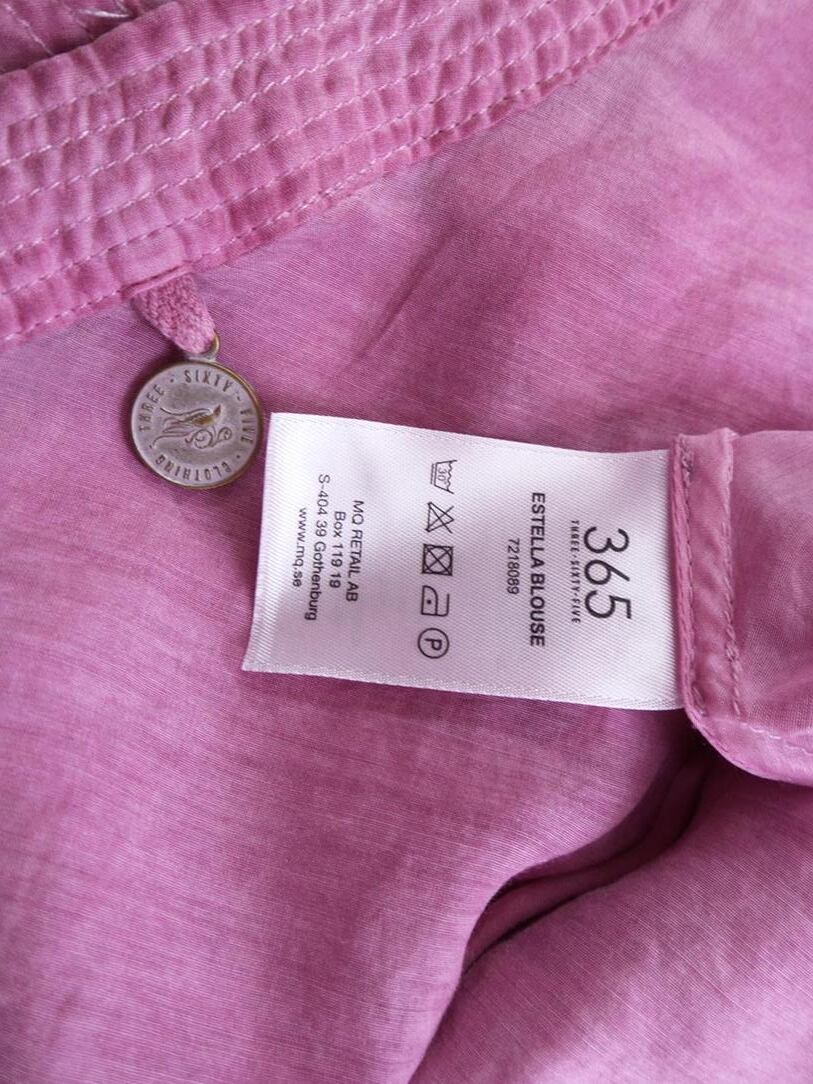 THREE · SIXTY · FIVE · CLOTHING
365
THREE·SIXTY·FIVE
ESTELLA BLOUSE
7218089
30°
P
MQ RETAIL AB
Box 119 19
S-404 39 Gothenburg
www.mq.se